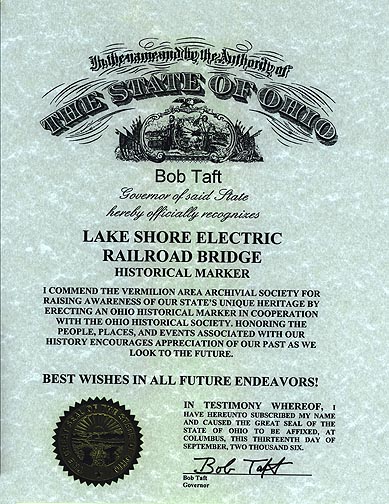 In the name and by the Authority of
THE STATE OF OHIO
Bob Taft
Governor of said State
hereby officially recognizes
LAKE SHORE ELECTRIC
RAILROAD BRIDGE
HISTORICAL MARKER
I COMMEND THE VERMILION AREA ARCHIVIAL SOCIETY FOR
RAISING AWARENESS OF OUR STATE'S UNIQUE HERITAGE BY
ERECTING AN OHIO HISTORICAL MARKER IN COOPERATION
WITH THE OHIO HISTORICAL SOCIETY. HONORING THE
PEOPLE, PLACES, AND EVENTS ASSOCIATED WITH OUR
HISTORY ENCOURAGES APPRECIATION OF OUR PAST AS WE
LOOK TO THE FUTURE.
BEST WISHES IN ALL FUTURE ENDEAVORS!
IN TESTIMONY WHEREOF, I
HAVE HEREUNTO SUBSCRIBED MY NAME
AND CAUSED THE GREAT SEAL OF THE
STATE OF OHIO TO BE AFFIXED, AT
COLUMBUS, THIS THIRTEENTH DAY OF
SEPTEMBER, TWO THOUSAND SIX.
Bob Taft
Bob Taft
Governor